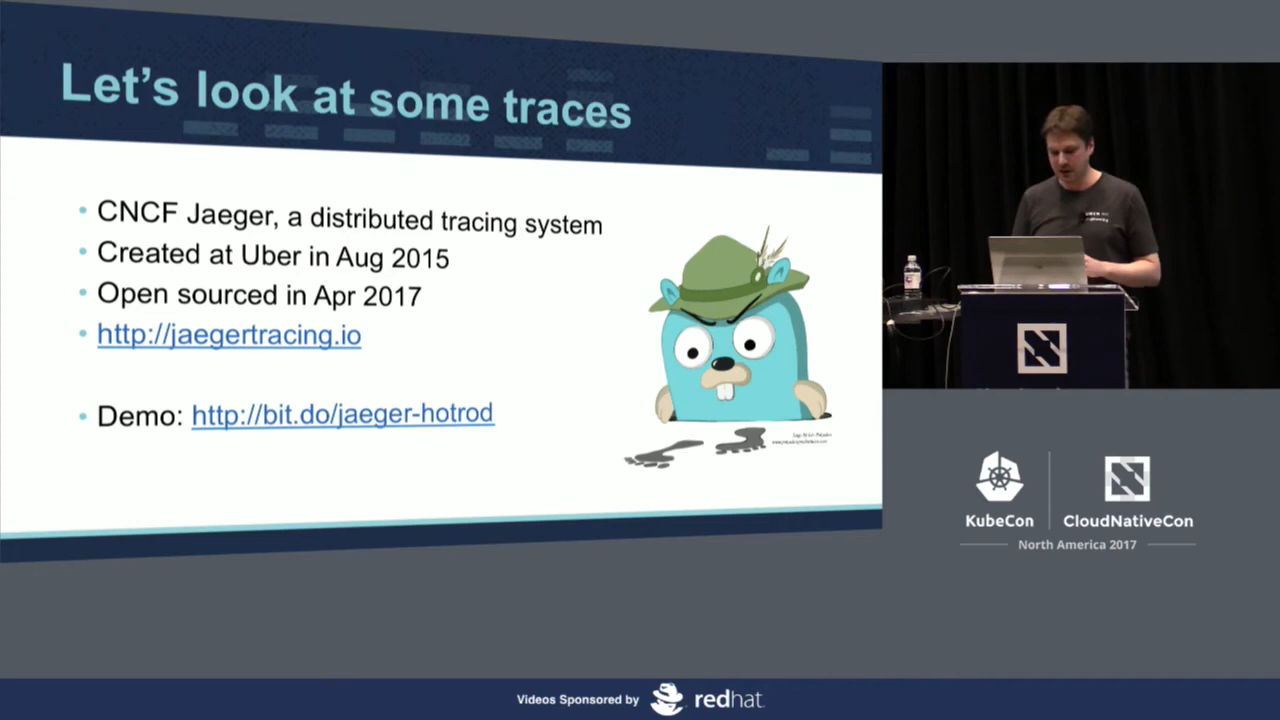 Let's look at some traces
CNCF Jaeger, a distributed tracing system
Created at Uber in Aug 2015
Open sourced in Apr 2017
http://jaegertracing.io
Demo: http://bit.do/jaeger-hotrod
UBER
KubeCon
CloudNativeCon
North America 2017
Videos Sponsored by redhat.